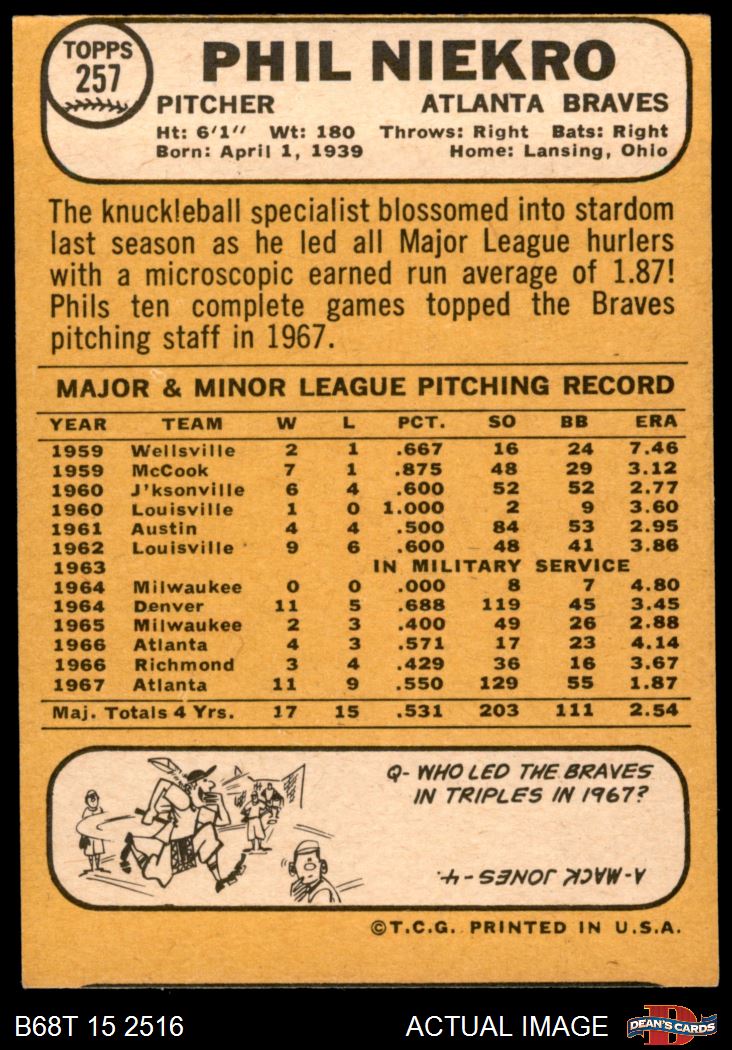 TOPPS
257
PHIL NIEKRO
PITCHER ATLANTA BRAVES
Ht: 6'1" Wt: 180 Throws: Right Bats: Right
Born: April 1, 1939 Home: Lansing, Ohio
The knuckleball specialist blossomed into stardom
last season as he led all Major League hurlers
with a microscopic earned run average of 1.87!
Phils ten complete games topped the Braves
pitching staff in 1967.
MAJOR & MINOR LEAGUE PITCHING RECORD
YEAR TEAM W L PCT. SO BB ERA
1959 Wellsville 2 1 .667 16 24 7.46
1959 McCook 7 1 .875 48 29 3.12
1960 J'ksonville 6 4 .600 52 52 2.77
1960 Louisville 1 0 1.000 2 9 3.60
1961 Austin 4 4 .500 84 53 2.95
1962 Louisville 9 6 .600 48 41 3.86
1963 IN MILITARY SERVICE
1964 Milwaukee 0 0 .000 8 7 4.80
1964 Denver 11 5 .688 119 45 3.45
1965 Milwaukee 2 3 .400 49 26 2.88
1966 Atlanta 4 3 .571 17 23 4.14
1966 Richmond 3 4 .429 36 16 3.67
1967 Atlanta 11 9 .550 129 55 1.87
Maj. Totals 4 Yrs. 17 15 .531 203 111 2.54
Q- WHO LED THE BRAVES
IN TRIPLES IN 1967?
A-MACK JONES-4.
©T.C.G. PRINTED IN U.S.A.
B68T 15 2516 ACTUAL IMAGE D DEAN'S CARDS